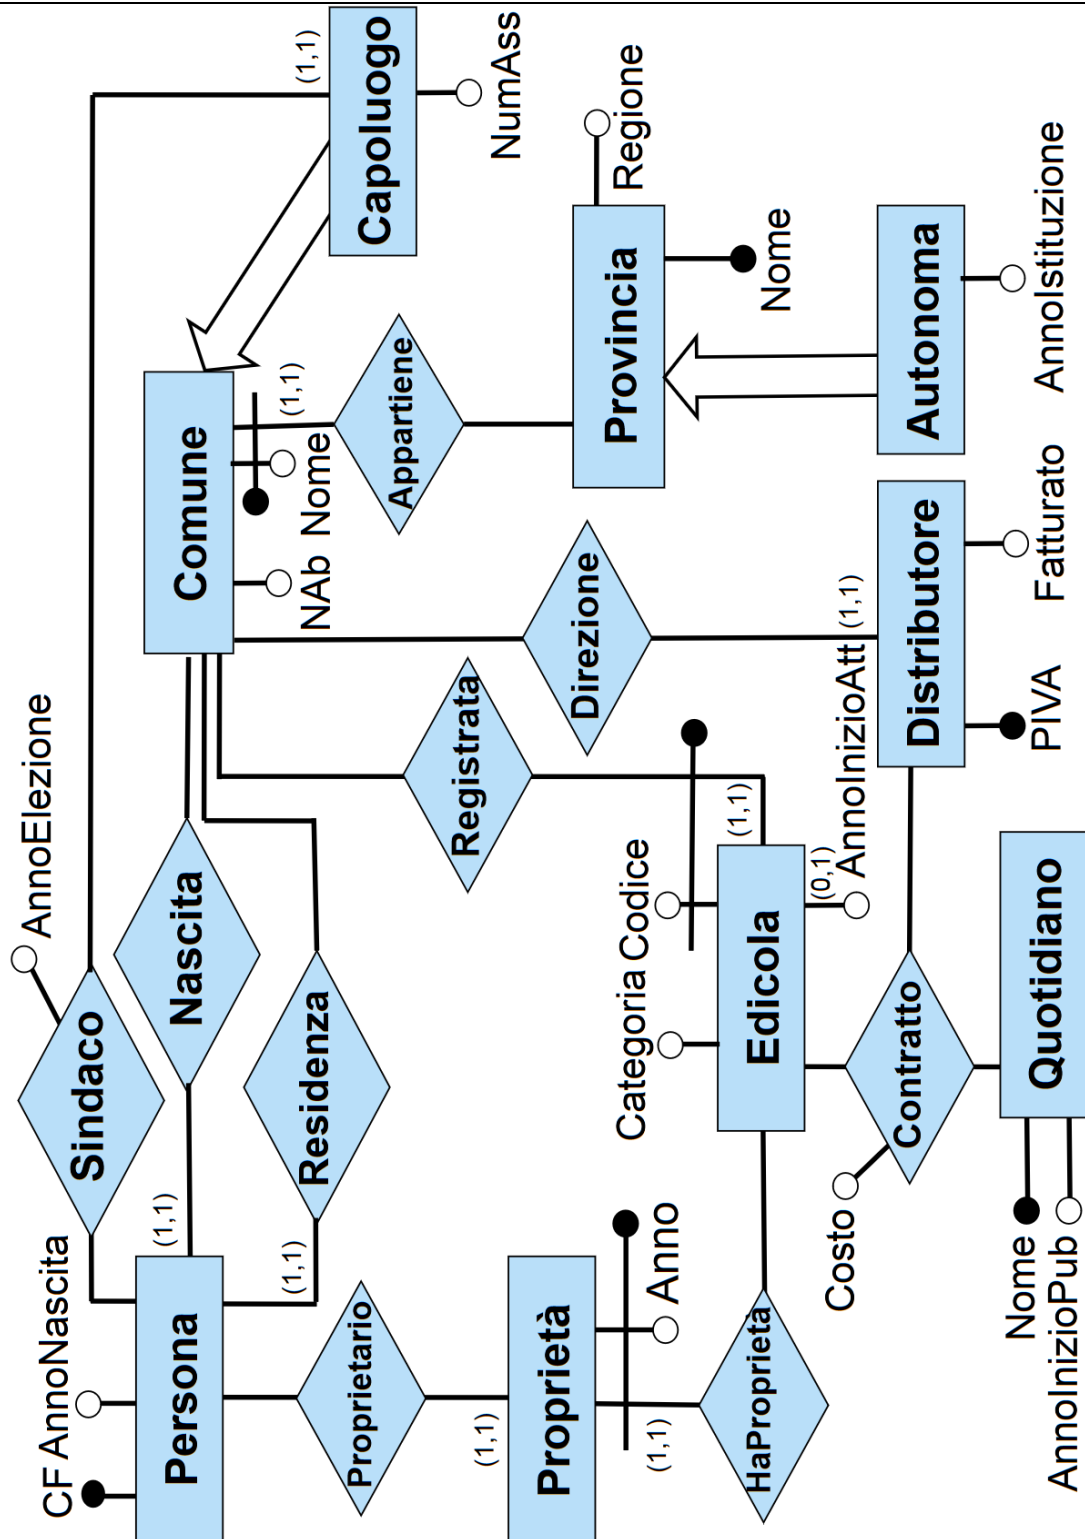 AnnoElezione
CF AnnoNascita
Sindaco
(1,1)
(1,1)
Persona
Nascita
Comune
(1,1)
(1,1)
Residenza
NAb
Nome
(1,1)
Proprietario
Appartiene
Capoluogo
Registrata
NumAss
(1,1)
Proprietà
Direzione
Categoria
Codice
Provincia
Regione
(1,1)
Anno
(1,1)
HaProprietà
Edicola
(0,1)
AnnoInizioAtt
(1,1)
Nome
Costo
Contratto
Distributore
Autonoma
Nome
AnnoInizioPub
Quotidiano
PIVA
Fatturato
AnnoIstituzione